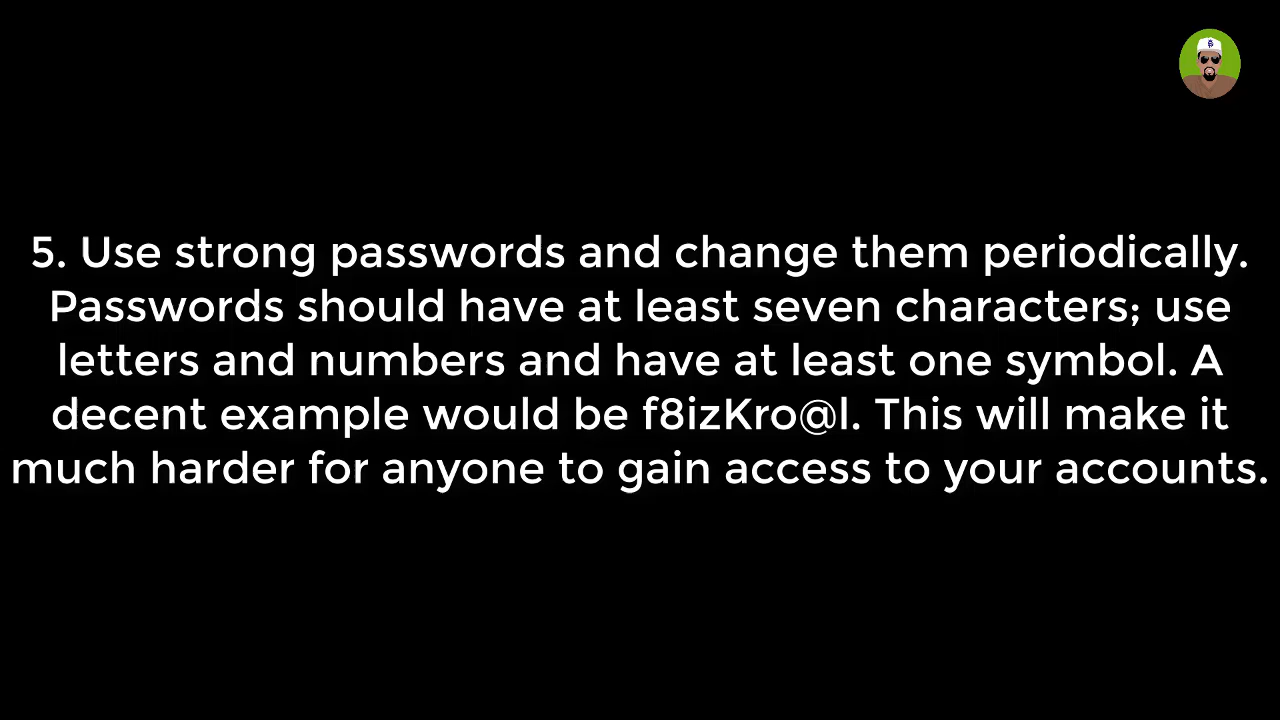 5. Use strong passwords and change them periodically.
Passwords should have at least seven characters; use
letters and numbers and have at least one symbol. A
decent example would be f8izKro@l. This will make it
much harder for anyone to gain access to your accounts.